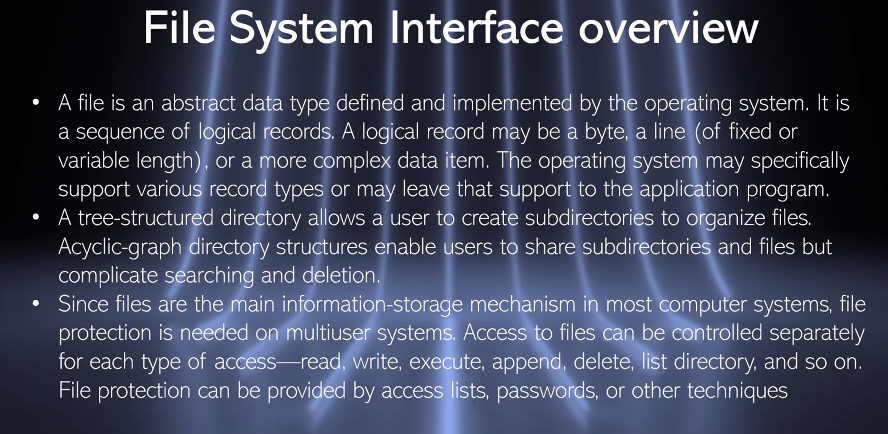 File System Interface overview
• A file is an abstract data type defined and implemented by the operating system. It is
a sequence of logical records. A logical record may be a byte, a line (of fixed or
variable length), or a more complex data item. The operating system may specifically
support various record types or may leave that support to the application program.
• A tree-structured directory allows a user to create subdirectories to organize files.
Acyclic-graph directory structures enable users to share subdirectories and files but
complicate searching and deletion.
• Since files are the main information-storage mechanism in most computer systems, file
protection is needed on multiuser systems. Access to files can be controlled separately
for each type of access—read, write, execute, append, delete, list directory, and so on.
File protection can be provided by access lists, passwords, or other techniques